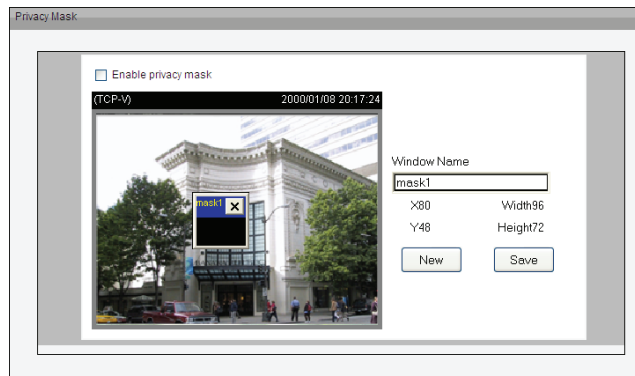 Privacy Mask
Enable privacy mask
(TCP-V) 2000/01/08 20:17:24
mask1
Window Name
mask1
X80 Width96
Y48 Height72
New Save